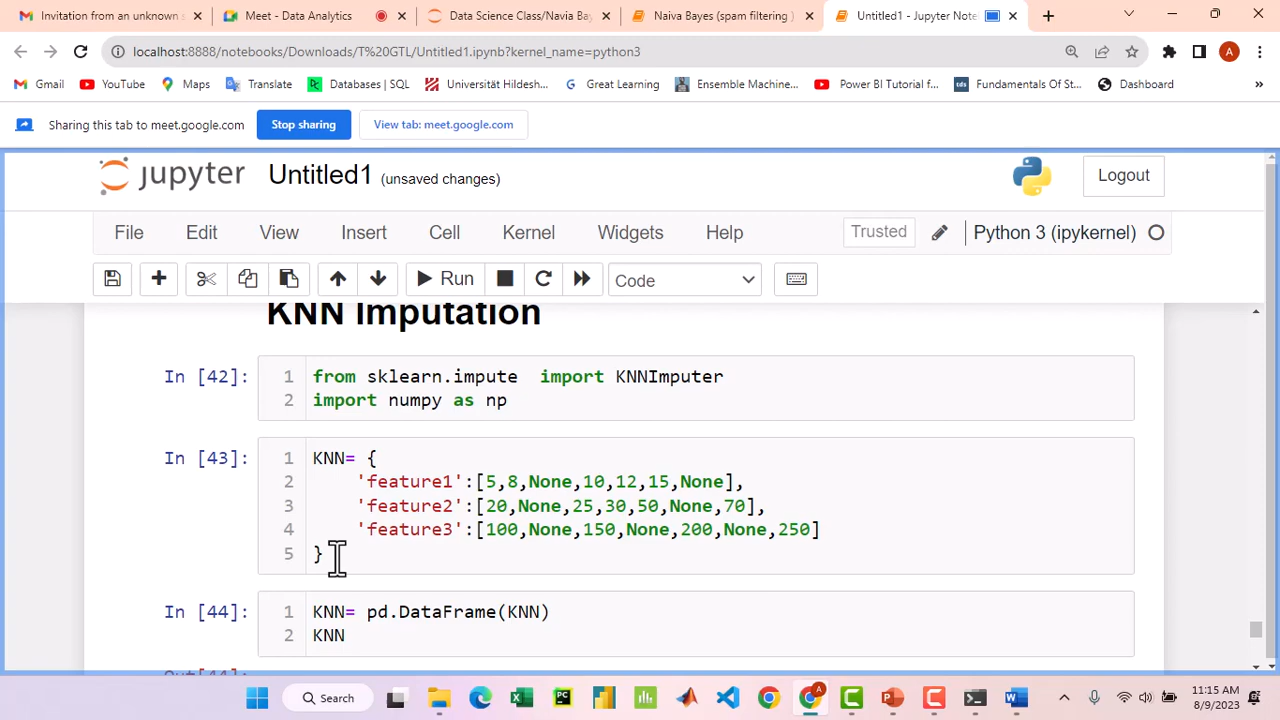 Invitation from an unknown s
Meet - Data Analytics
Data Science Class/Navia Bay
Naiva Bayes (spam filtering )
Untitled1 - Jupyter Note
localhost:8888/notebooks/Downloads/T%20GTL/Untitled1.ipynb?kernel_name=python3
A
Gmail
YouTube
Maps
Translate
Databases | SQL
Universität Hildesh...
Great Learning
Ensemble Machine...
Power BI Tutorial f...
Fundamentals Of St...
Dashboard
»
Sharing this tab to meet.google.com
Stop sharing
View tab: meet.google.com
jupyter Untitled1 (unsaved changes)
Logout
File Edit View Insert Cell Kernel Widgets Help
Trusted
Python 3 (ipykernel)
Run
Code
KNN Imputation
In [42]:
1 from sklearn.impute  import KNNImputer
2 import numpy as np
In [43]:
1 KNN= {
2     'feature1':[5,8,None,10,12,15,None],
3     'feature2':[20,None,25,30,50,None,70],
4     'feature3':[100,None,150,None,200,None,250]
5 }
In [44]:
1 KNN= pd.DataFrame(KNN)
2 KNN
Out[44]:
Search
11:15 AM
8/9/2023